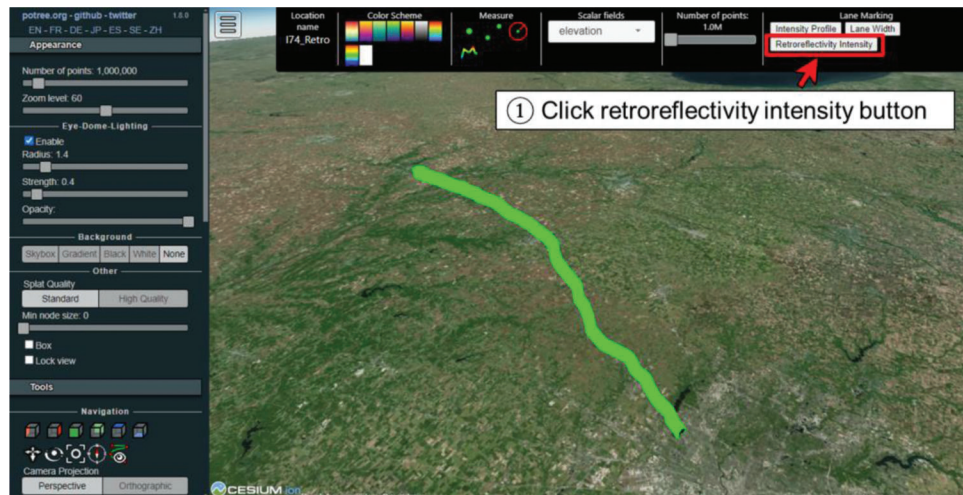 potree.org - github - twitter 1.8.0
EN - FR - DE - JP - ES - SE - ZH
Appearance
Number of points: 1,000,000
Zoom level: 60
Eye-Dome-Lighting
Enable
Radius: 1.4
Strength: 0.4
Opacity:
Background
Skybox Gradient Black White None
Other
Splat Quality
Standard High Quality
Min node size: 0
Box
Lock view
Tools
Navigation
Camera Projection
Perspective Orthographic
Location
name
I74_Retro
Color Scheme
Measure
Scalar fields
elevation
Number of points:
1.0M
Lane Marking
Intensity Profile Lane Width
Retroreflectivity Intensity
① Click retroreflectivity intensity button
CESIUM ion